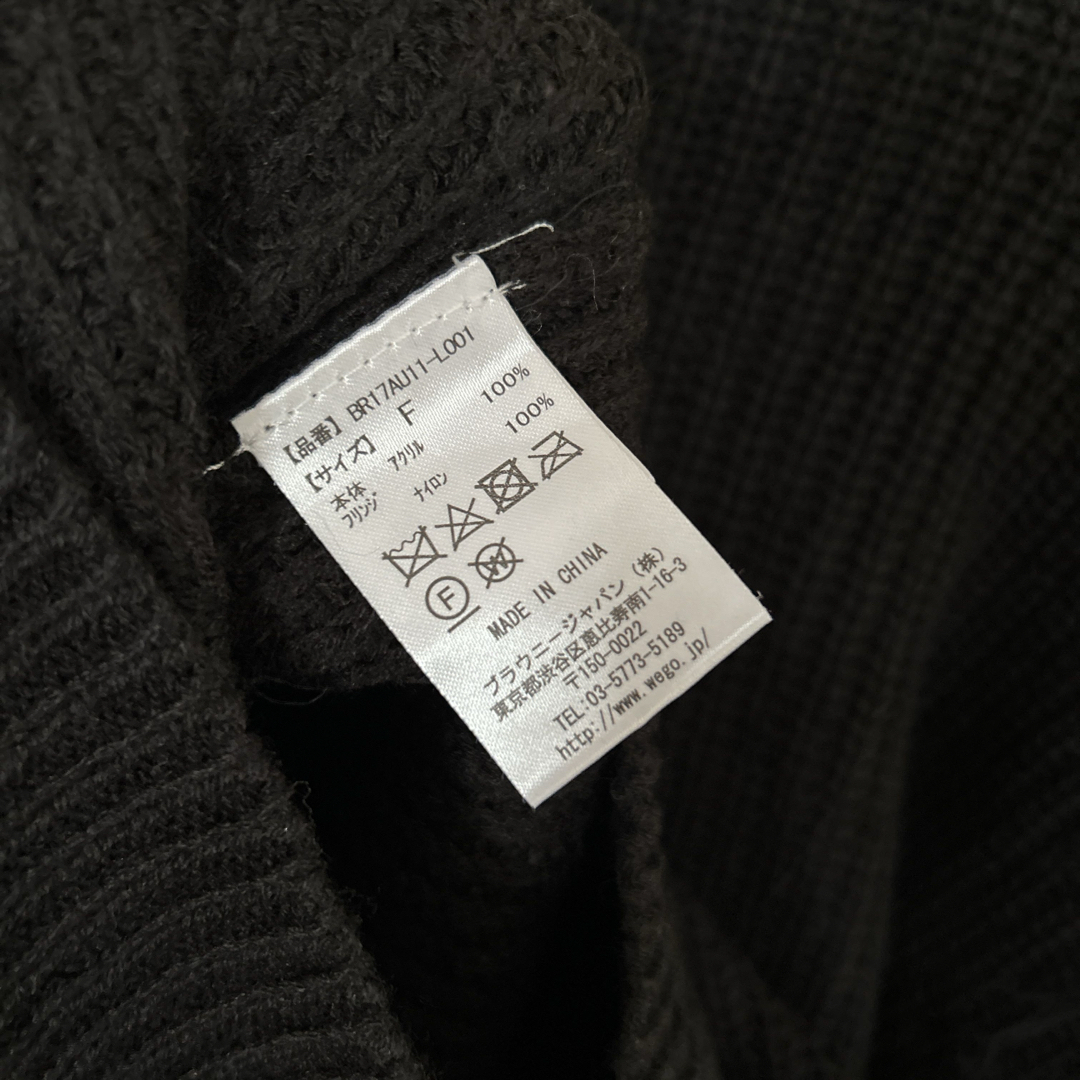 【品番】BR17AU11-L001
【サイズ】 F
本体 アクリル 100%
フリンジ ナイロン 100%
F W
MADE IN CHINA
ブラウニージャパン（株）
東京都渋谷区恵比寿南1-16-3
〒150-0022
TEL:03-5773-5189
http://www.wego.jp/